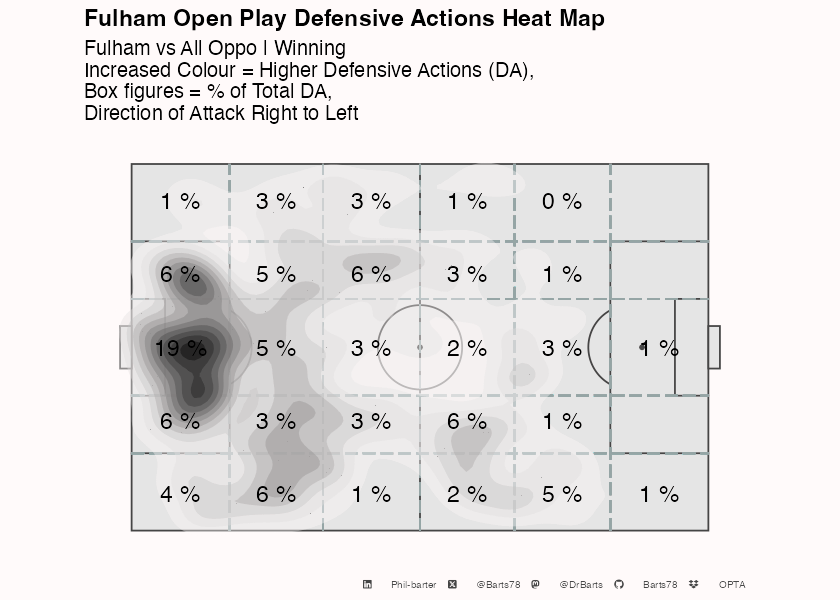 Fulham Open Play Defensive Actions Heat Map
Fulham vs All Oppo | Winning
Increased Colour = Higher Defensive Actions (DA),
Box figures = % of Total DA,
Direction of Attack Right to Left
1 % 3 % 3 % 1 % 0 %
6 % 5 % 6 % 3 % 1 %
19 % 5 % 3 % 2 % 3 % 1 %
6 % 3 % 3 % 6 % 1 %
4 % 6 % 1 % 2 % 5 % 1 %
Phil-barter @Barts78 @DrBarts Barts78 OPTA